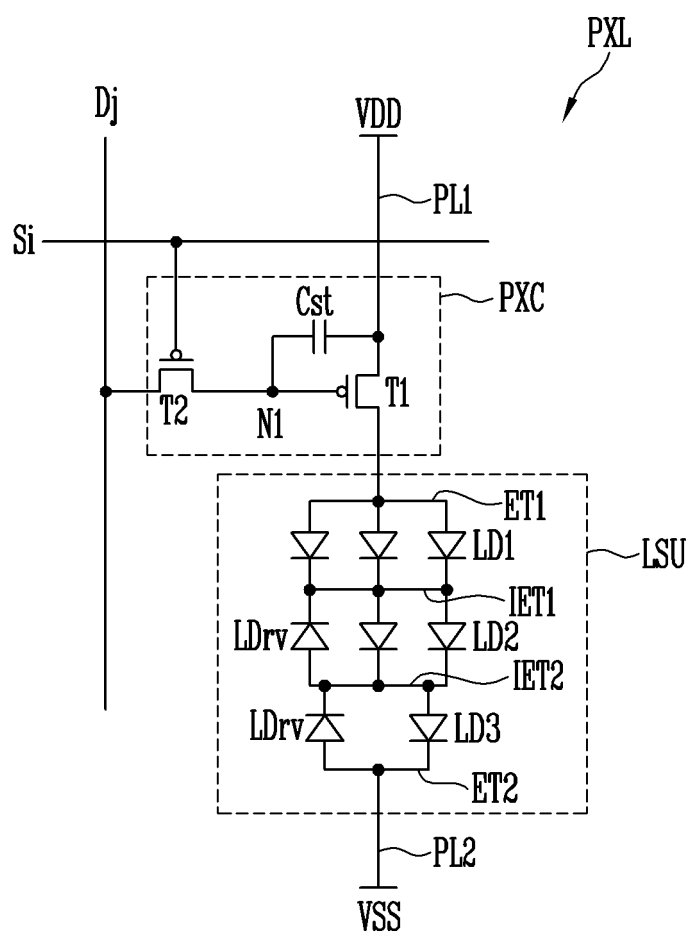 PXL
Dj
VDD
PL1
Si
PXC
Cst
T1
T2
N1
ET1
LD1
LSU
IET1
LDrv
LD2
IET2
LDrv
LD3
ET2
PL2
VSS